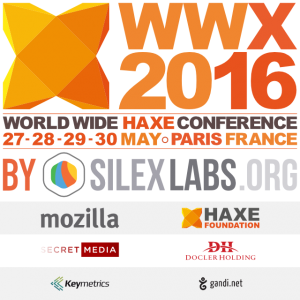 WWX
2016
WORLD WIDE HAXE CONFERENCE
27-28-29-30 MAY PARIS FRANCE
BY SILEXLABS.ORG
mozilla
HAXE
FOUNDATION
SECRET MEDIA
DH
DOCLER HOLDING
Keymetrics
gandi.net